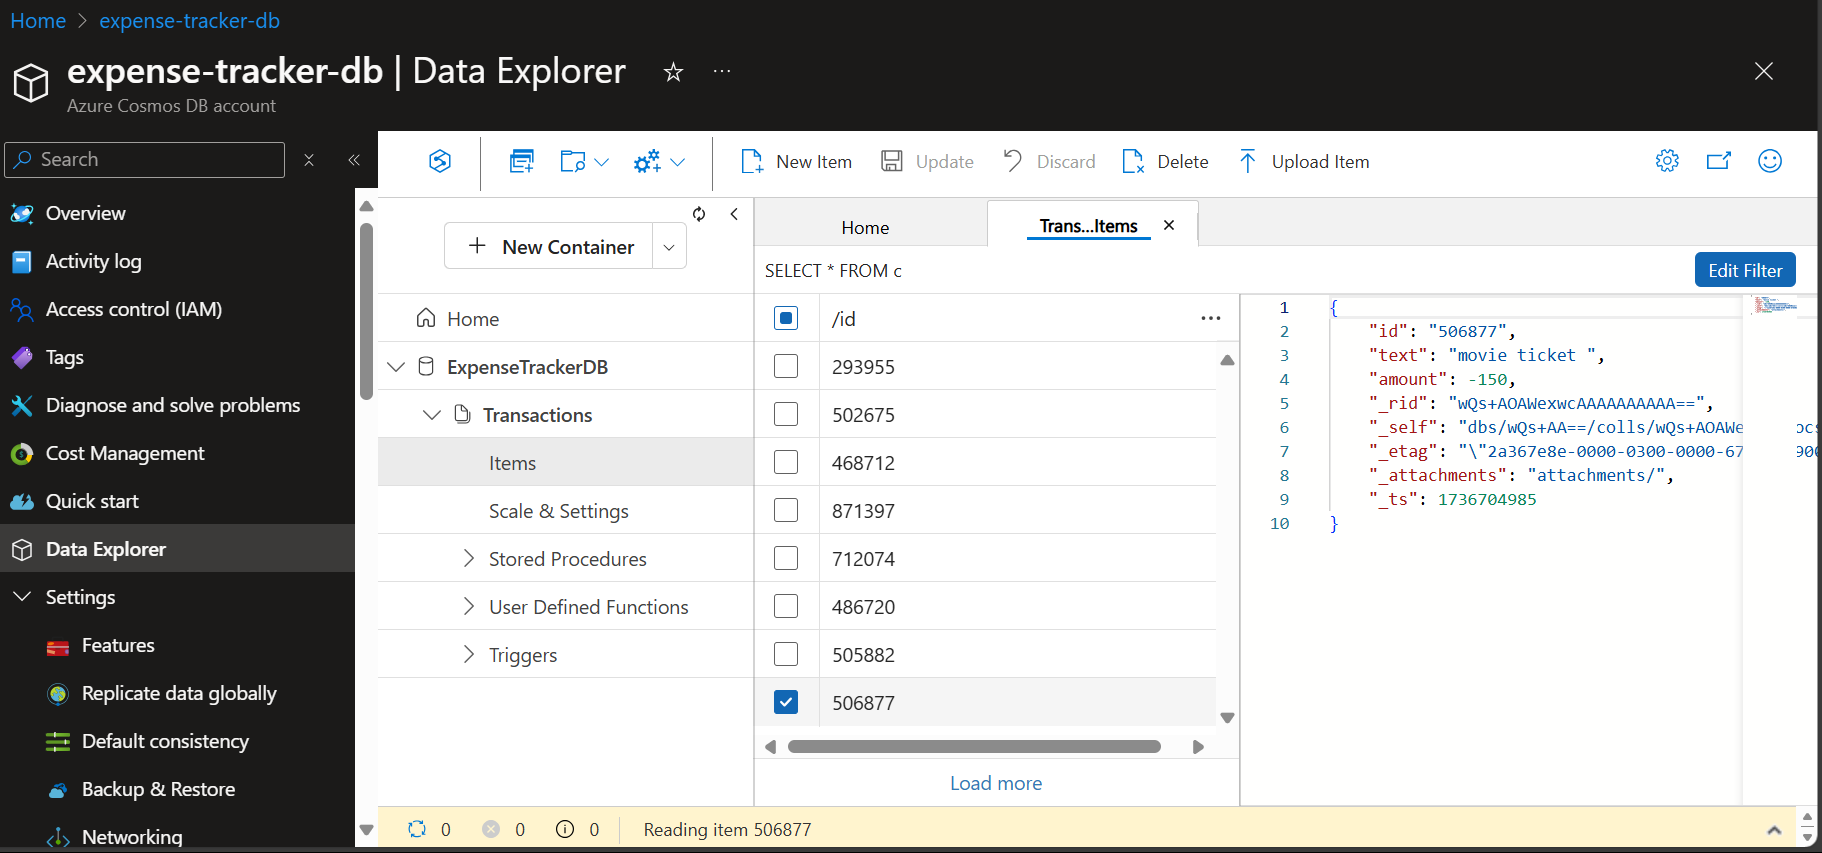 Home > expense-tracker-db
expense-tracker-db | Data Explorer
Azure Cosmos DB account
Search
Overview
Activity log
Access control (IAM)
Tags
Diagnose and solve problems
Cost Management
Quick start
Data Explorer
Settings
Features
Replicate data globally
Default consistency
Backup & Restore
Networking
New Item
Update
Discard
Delete
Upload Item
New Container
Home
ExpenseTrackerDB
Transactions
Items
Scale & Settings
Stored Procedures
User Defined Functions
Triggers
Home
Trans...Items
SELECT * FROM c
Edit Filter
/id
293955
502675
468712
871397
712074
486720
505882
506877
Load more
1 {
2 "id": "506877",
3 "text": "movie ticket ",
4 "amount": -150,
5 "_rid": "wQs+AOAWexwcAAAAAAAAAA==",
6 "_self": "dbs/wQs+AA==/colls/wQs+AOAWe
7 "_etag": "\"2a367e8e-0000-0300-0000-67
8 "_attachments": "attachments/",
9 "_ts": 1736704985
10 }
0 0 0 Reading item 506877